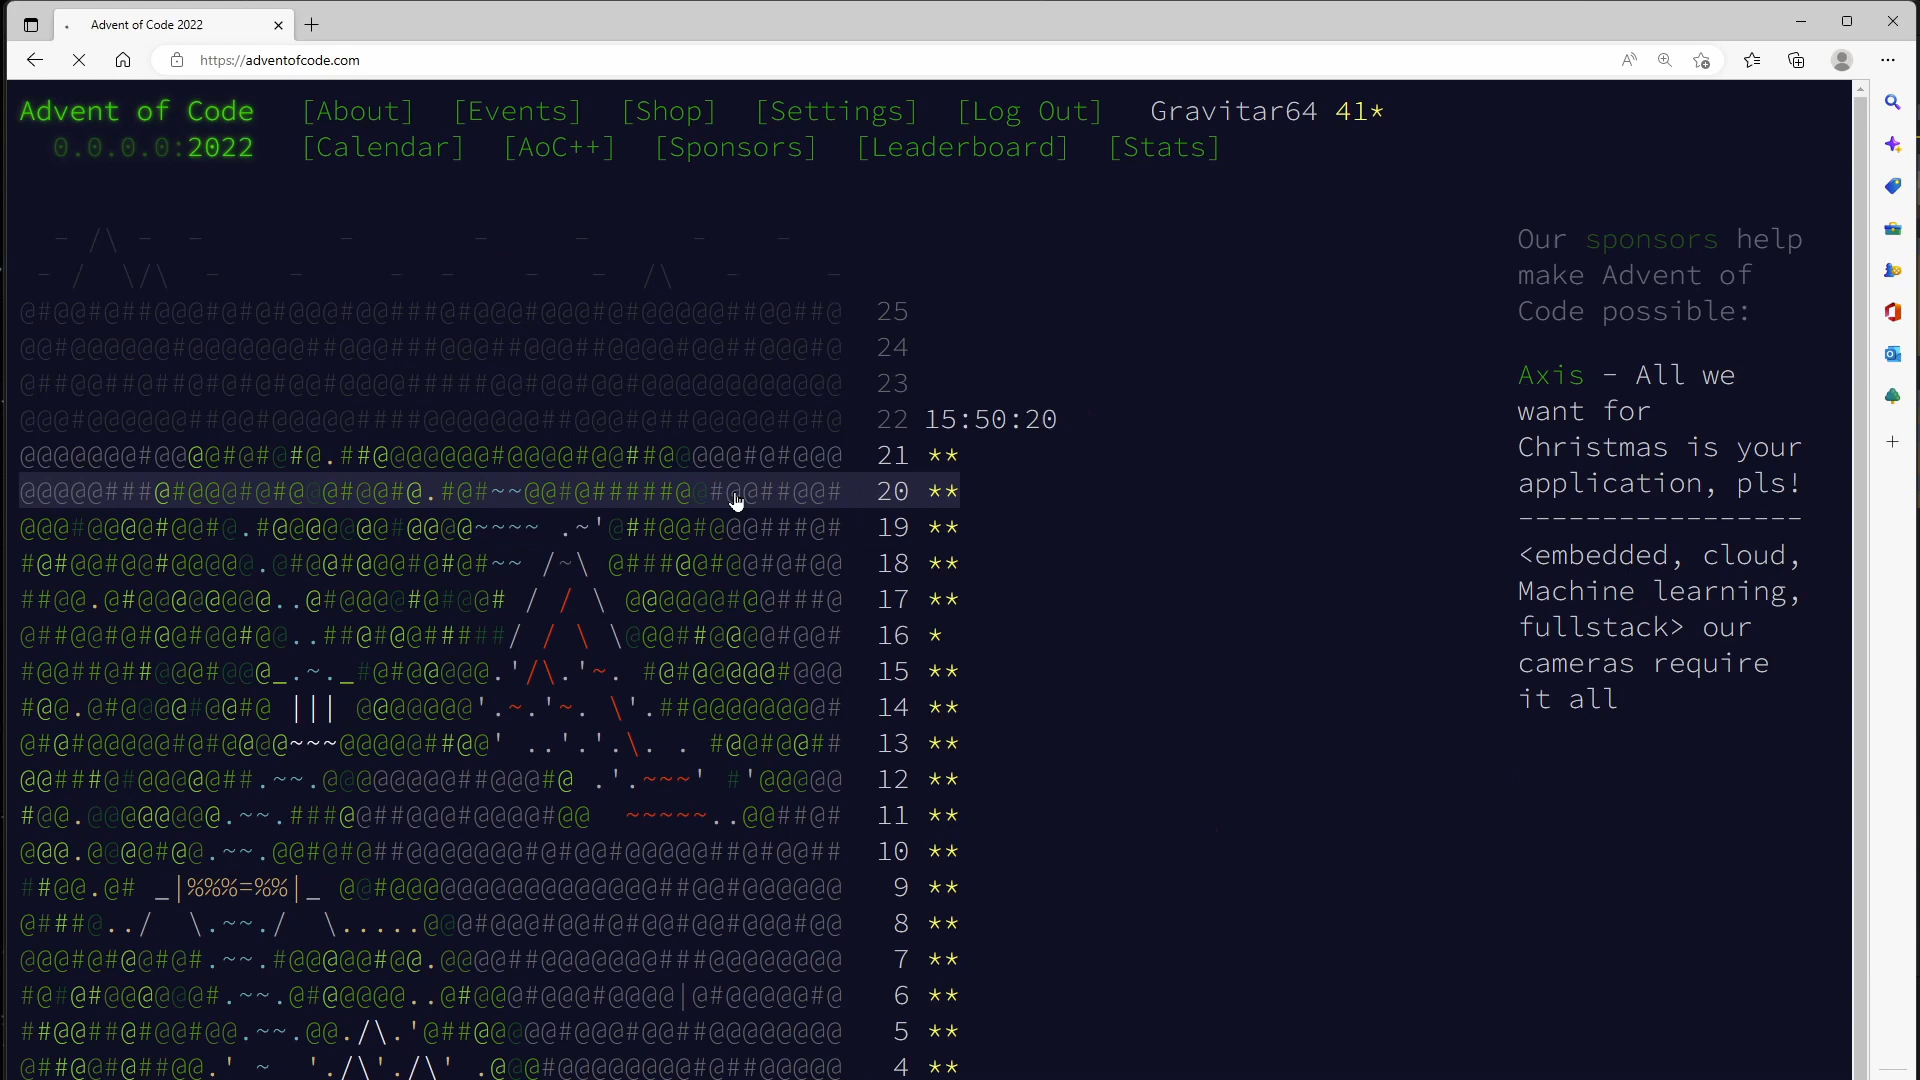 Advent of Code 2022
https://adventofcode.com
Advent of Code [About] [Events] [Shop] [Settings] [Log Out] Gravitar64 41*
0.0.0.0:2022 [Calendar] [AoC++] [Sponsors] [Leaderboard] [Stats]
Our sponsors help
make Advent of
Code possible:
Axis - All we
want for
Christmas is your
application, pls!
-----------------
<embedded, cloud,
Machine learning,
fullstack> our
cameras require
it all
25
24
23
22 15:50:20
21 **
20 **
19 **
18 **
17 **
16 *
15 **
14 **
13 **
12 **
11 **
10 **
9 **
8 **
7 **
6 **
5 **
4 **